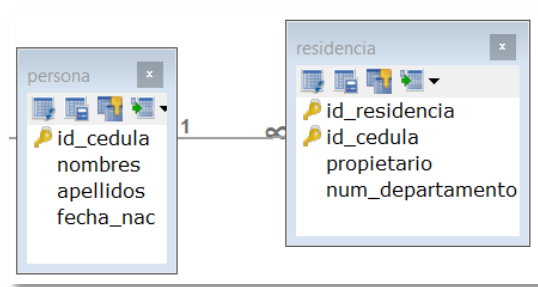 persona
id_cedula
nombres
apellidos
fecha_nac
1
∞
residencia
id_residencia
id_cedula
propietario
num_departamento